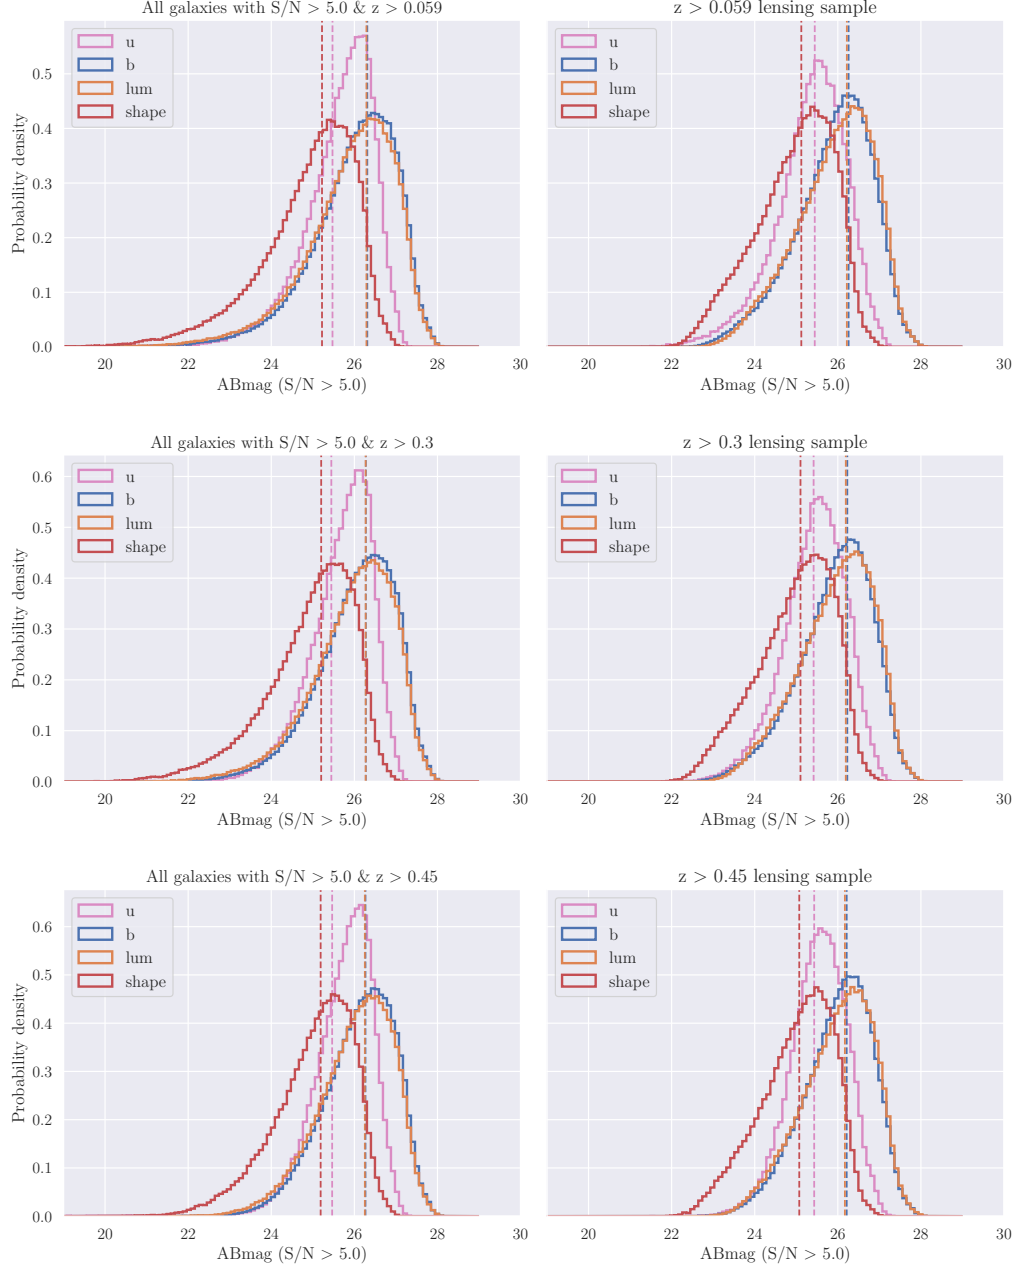 All galaxies with S/N > 5.0 & z > 0.059
u
b
lum
shape
Probability density
0.5
0.4
0.3
0.2
0.1
0.0
20 22 24 26 28 30
ABmag (S/N > 5.0)
z > 0.059 lensing sample
u
b
lum
shape
20 22 24 26 28 30
ABmag (S/N > 5.0)
All galaxies with S/N > 5.0 & z > 0.3
u
b
lum
shape
Probability density
0.6
0.5
0.4
0.3
0.2
0.1
0.0
20 22 24 26 28 30
ABmag (S/N > 5.0)
z > 0.3 lensing sample
u
b
lum
shape
20 22 24 26 28 30
ABmag (S/N > 5.0)
All galaxies with S/N > 5.0 & z > 0.45
u
b
lum
shape
Probability density
0.6
0.5
0.4
0.3
0.2
0.1
0.0
20 22 24 26 28 30
ABmag (S/N > 5.0)
z > 0.45 lensing sample
u
b
lum
shape
20 22 24 26 28 30
ABmag (S/N > 5.0)